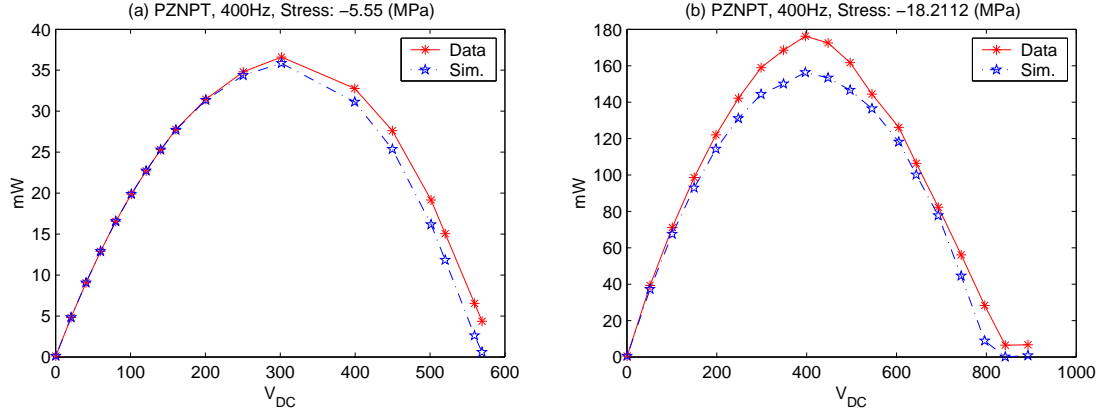 (a) PZNPT, 400Hz, Stress: −5.55 (MPa)
40
35
30
25
20
15
10
5
0
mW
Data
Sim.
0 100 200 300 400 500 600
V_DC
(b) PZNPT, 400Hz, Stress: −18.2112 (MPa)
180
160
140
120
100
80
60
40
20
0
mW
Data
Sim.
0 200 400 600 800 1000
V_DC